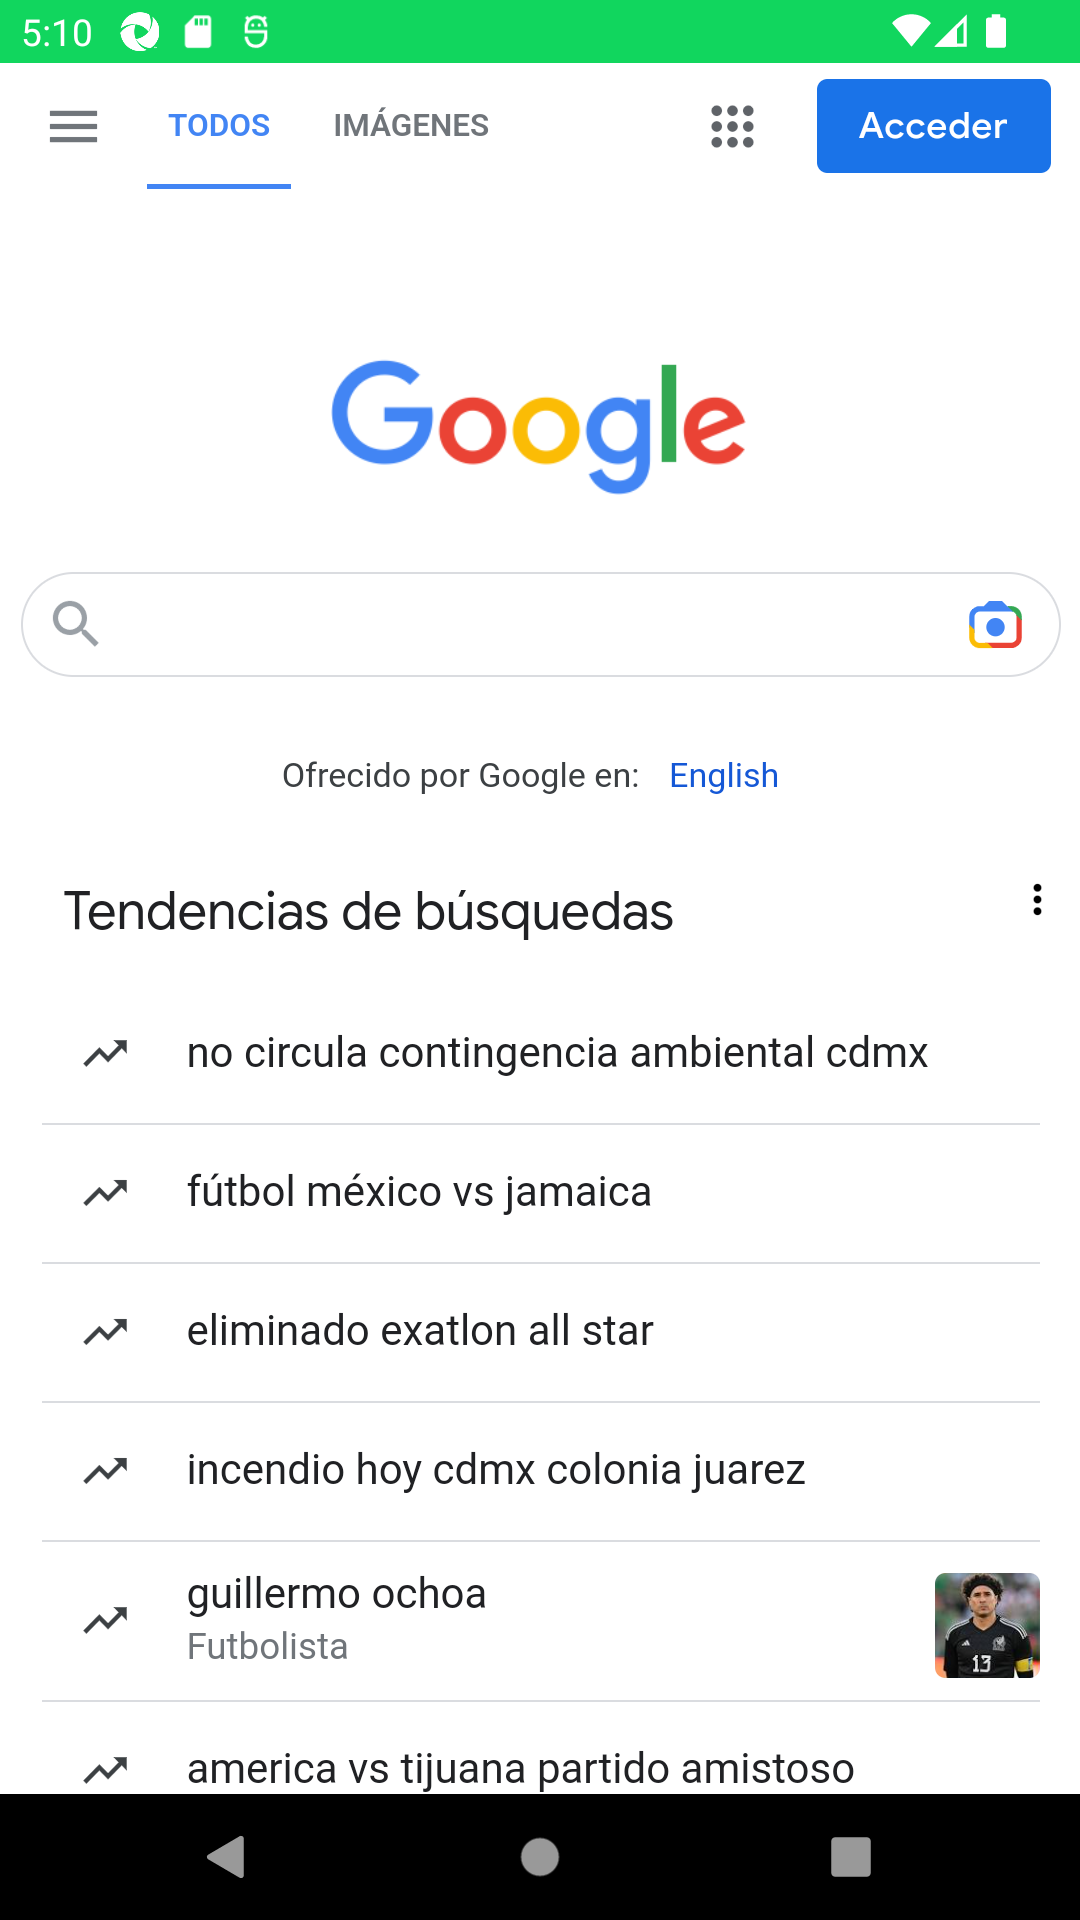 5:10
TODOS IMÁGENES Acceder
Google
Ofrecido por Google en: English
Tendencias de búsquedas
no circula contingencia ambiental cdmx
fútbol méxico vs jamaica
eliminado exatlon all star
incendio hoy cdmx colonia juarez
guillermo ochoa
Futbolista
13
america vs tijuana partido amistoso